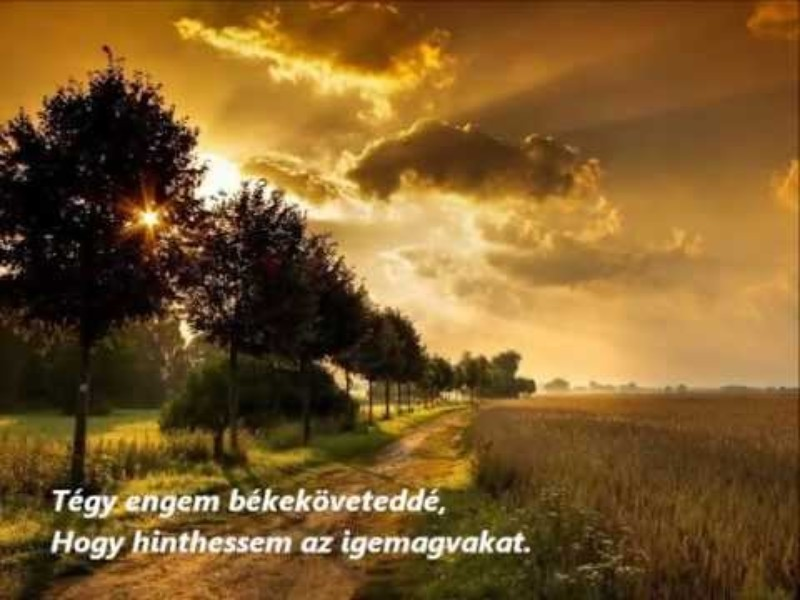 Tégy engem békeköveteddé,
Hogy hinthessem az igemagvakat.